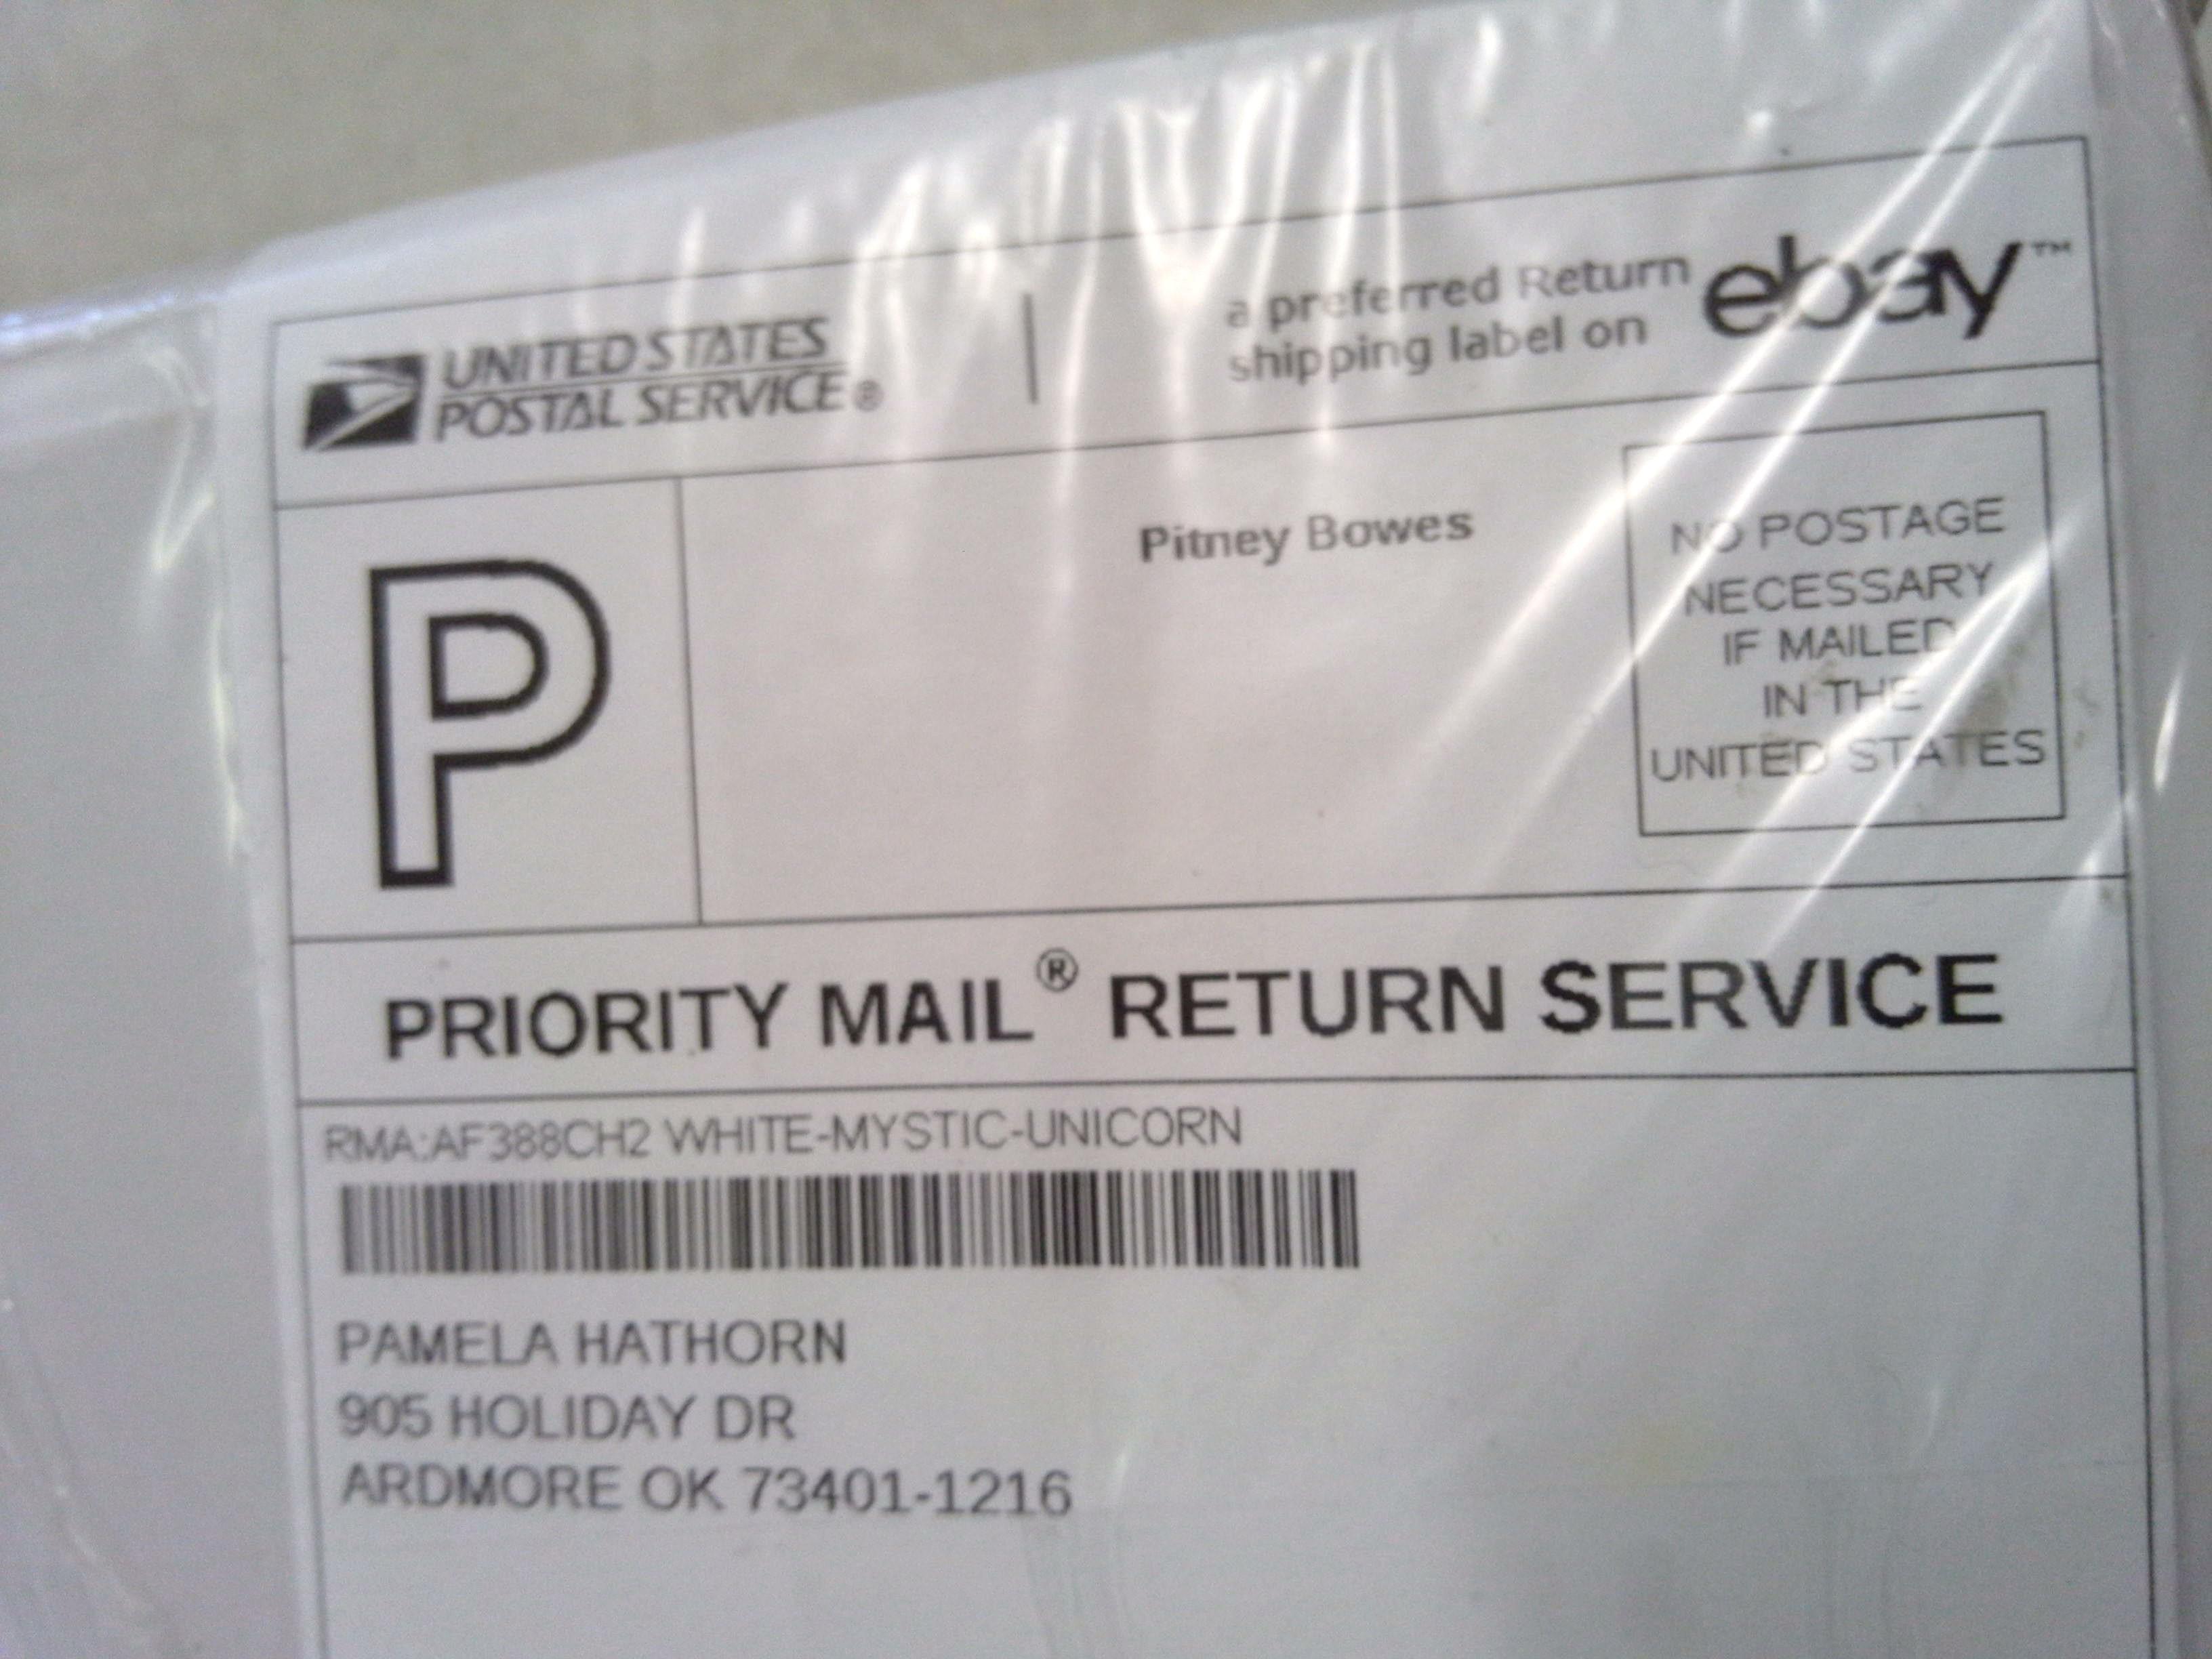 UNITED STATES
POSTAL SERVICE®
a preferred Return
shipping label on
ebay™
P
Pitney Bowes
NO POSTAGE
NECESSARY
IF MAILED
IN THE
UNITED STATES
PRIORITY MAIL® RETURN SERVICE
RMA:AF388CH2 WHITE-MYSTIC-UNICORN
PAMELA HATHORN
905 HOLIDAY DR
ARDMORE OK 73401-1216